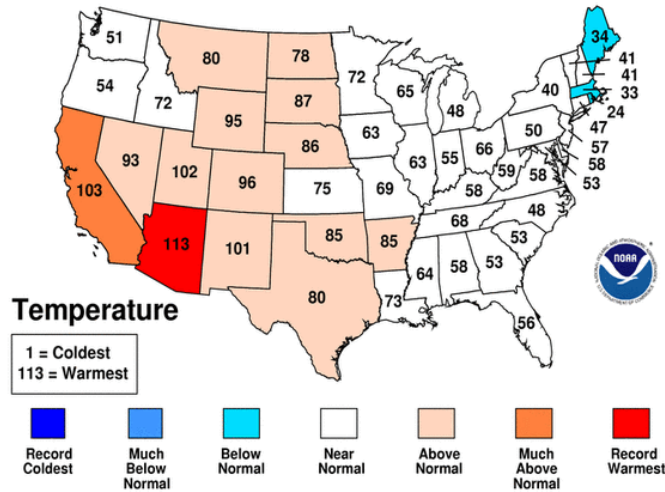 51
54
72
80
78
87
95
86
93
102
96
103
75
113
101
85
80
85
72
65
48
63
63
55
66
69
58
59
58
68
48
53
53
58
64
73
56
50
40
34
41
41
33
24
47
57
58
53
NOAA
Temperature
1 = Coldest
113 = Warmest
Record
Coldest
Much
Below
Normal
Below
Normal
Near
Normal
Above
Normal
Much
Above
Normal
Record
Warmest